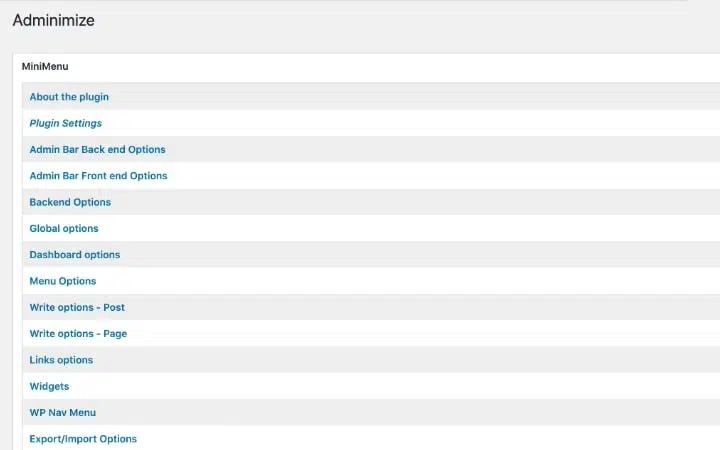 Adminimize
MiniMenu
About the plugin
Plugin Settings
Admin Bar Back end Options
Admin Bar Front end Options
Backend Options
Global options
Dashboard options
Menu Options
Write options - Post
Write options - Page
Links options
Widgets
WP Nav Menu
Export/Import Options